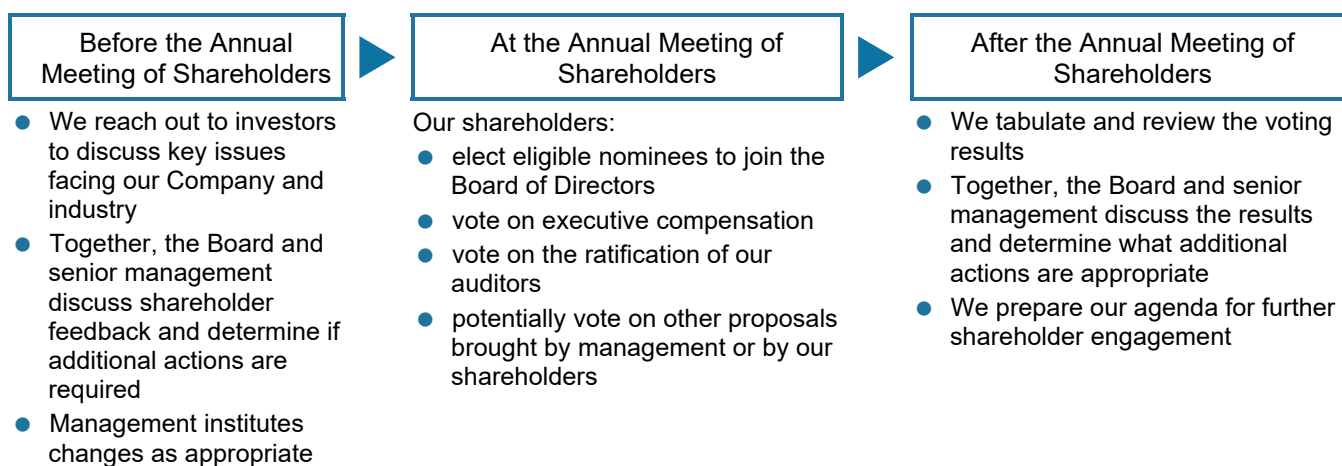 Before the Annual
Meeting of Shareholders
● We reach out to investors
to discuss key issues
facing our Company and
industry
● Together, the Board and
senior management
discuss shareholder
feedback and determine if
additional actions are
required
● Management institutes
changes as appropriate
At the Annual Meeting of
Shareholders
Our shareholders:
● elect eligible nominees to join the
Board of Directors
● vote on executive compensation
● vote on the ratification of our
auditors
● potentially vote on other proposals
brought by management or by our
shareholders
After the Annual Meeting of
Shareholders
● We tabulate and review the voting
results
● Together, the Board and senior
management discuss the results
and determine what additional
actions are appropriate
● We prepare our agenda for further
shareholder engagement